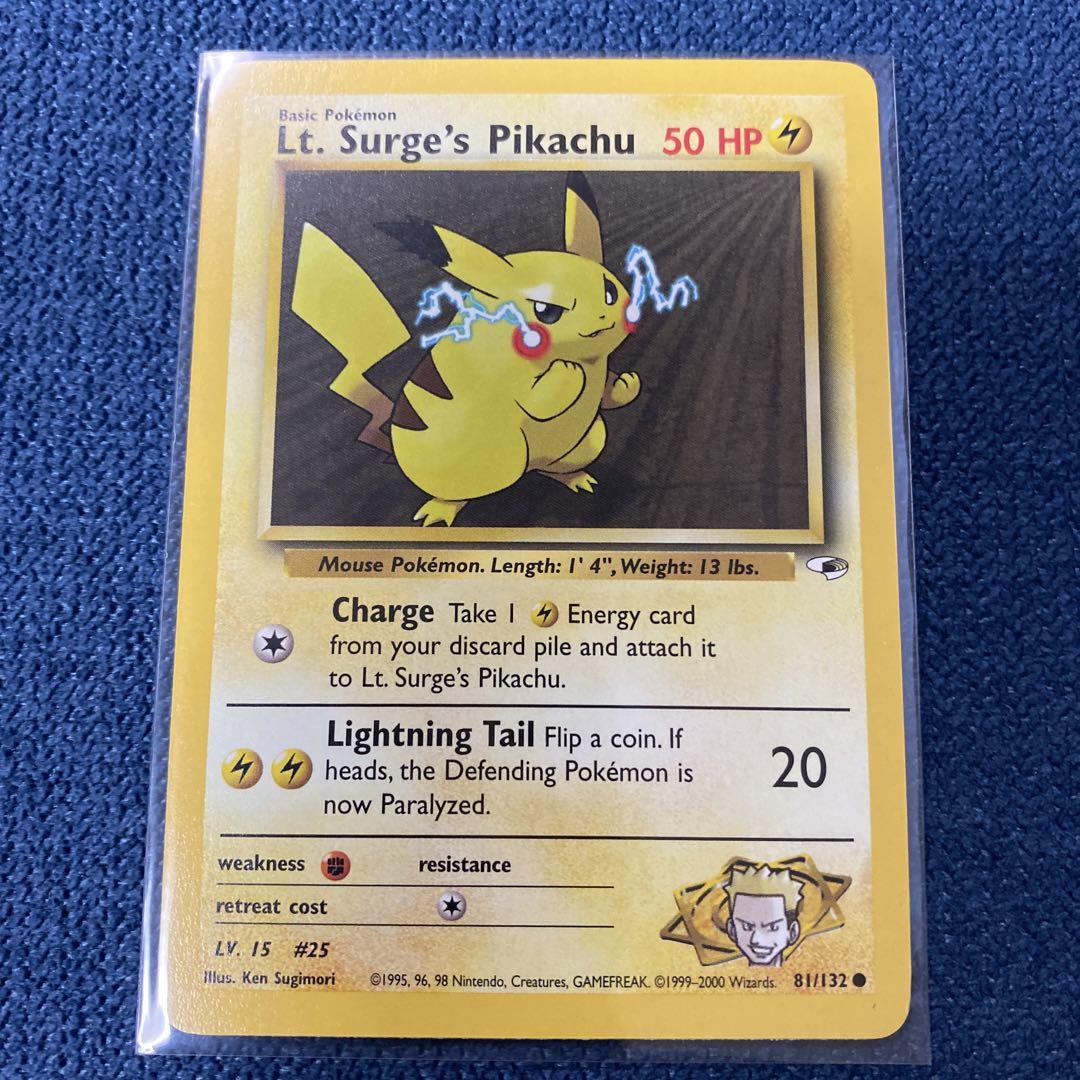 Basic Pokémon
Lt. Surge's Pikachu 50 HP
Mouse Pokémon. Length: 1' 4", Weight: 13 lbs.
Charge Take 1 Energy card
from your discard pile and attach it
to Lt. Surge's Pikachu.
Lightning Tail Flip a coin. If
heads, the Defending Pokémon is
now Paralyzed.
20
weakness resistance
retreat cost
LV. 15 #25
Illus. Ken Sugimori ©1995, 96, 98 Nintendo, Creatures, GAMEFREAK. ©1999–2000 Wizards. 81/132